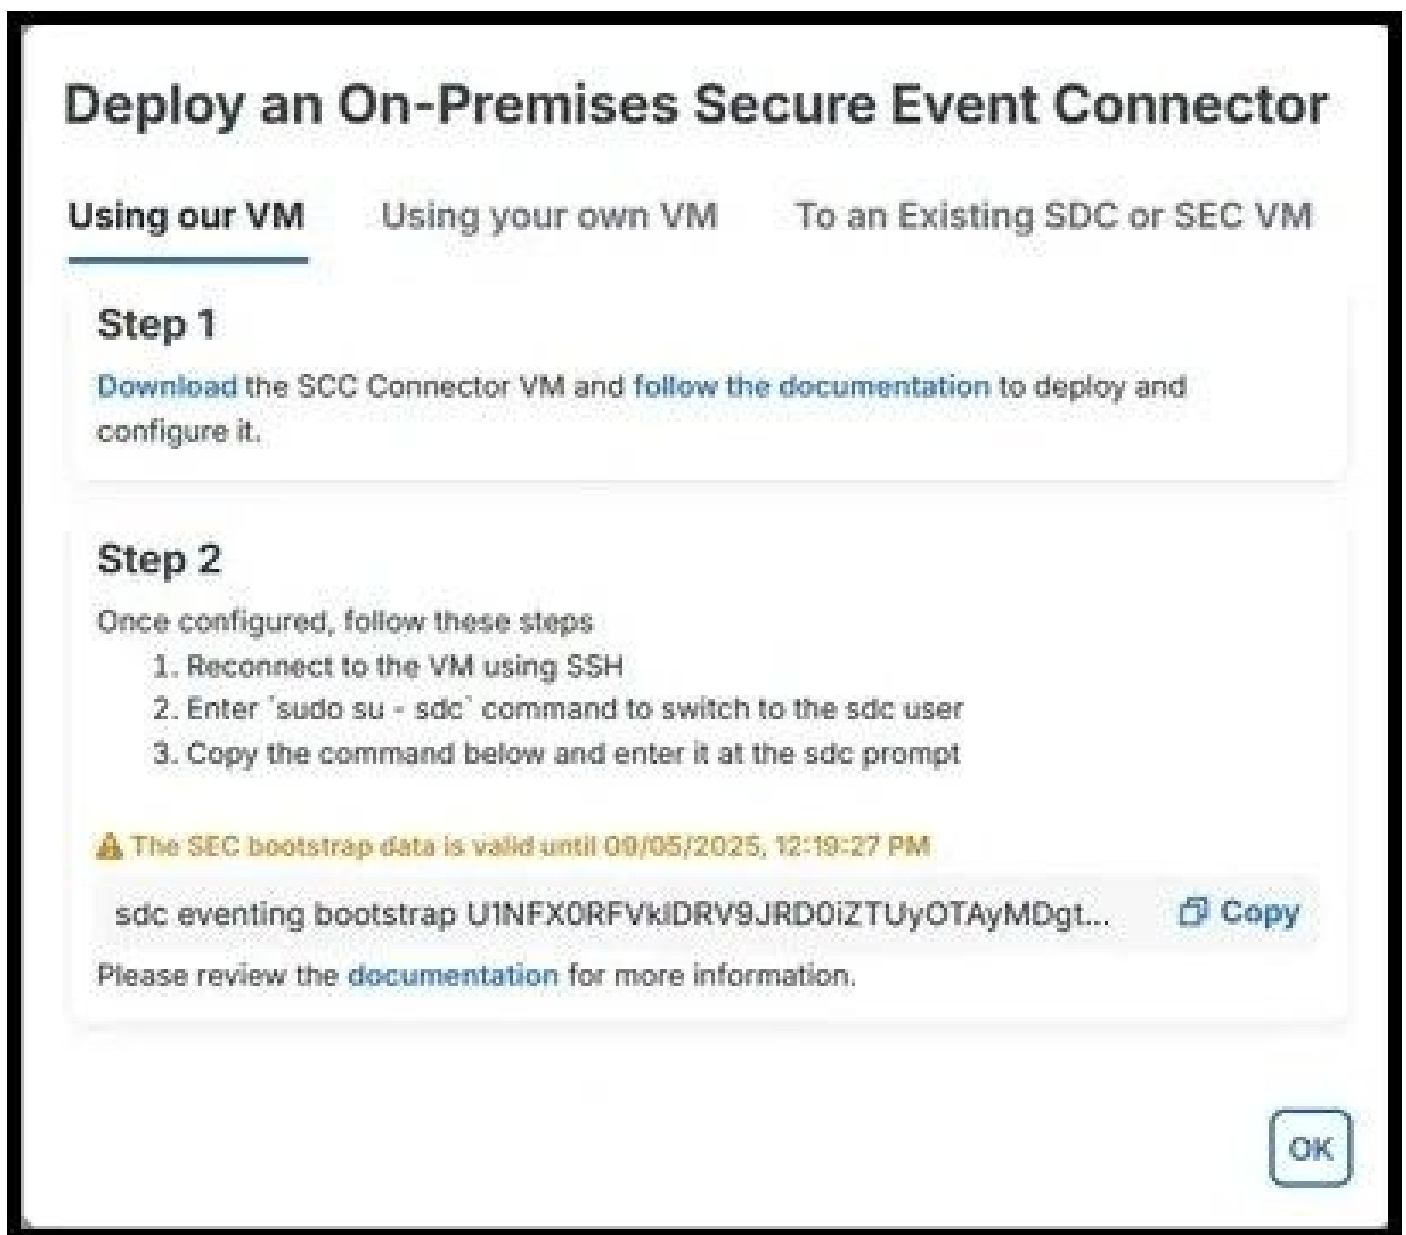 Deploy an On-Premises Secure Event Connector
Using our VM Using your own VM To an Existing SDC or SEC VM
Step 1
Download the SCC Connector VM and follow the documentation to deploy and
configure it.
Step 2
Once configured, follow these steps
1. Reconnect to the VM using SSH
2. Enter `sudo su - sdc` command to switch to the sdc user
3. Copy the command below and enter it at the sdc prompt
The SEC bootstrap data is valid until 09/05/2025, 12:19:27 PM
sdc eventing bootstrap U1NFX0RFVklDRV9JRD0iZTUyOTAyMDgt...
Copy
Please review the documentation for more information.
OK